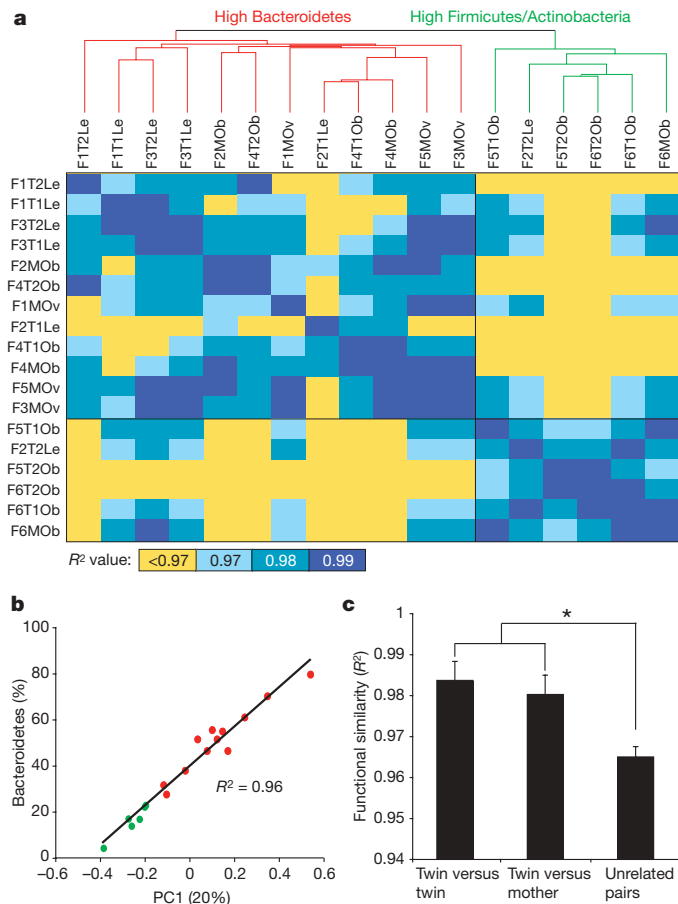 a
High Bacteroidetes
High Firmicutes/Actinobacteria
F1T2Le
F1T1Le
F3T2Le
F3T1Le
F2MOb
F4T2Ob
F1MOv
F2T1Le
F4T1Ob
F4MOb
F5MOv
F3MOv
F5T1Ob
F2T2Le
F5T2Ob
F6T2Ob
F6T1Ob
F6MOb
F1T2Le
F1T1Le
F3T2Le
F3T1Le
F2MOb
F4T2Ob
F1MOv
F2T1Le
F4T1Ob
F4MOb
F5MOv
F3MOv
F5T1Ob
F2T2Le
F5T2Ob
F6T2Ob
F6T1Ob
F6MOb
R² value: <0.97 0.97 0.98 0.99
b
100
80
60
40
20
0
Bacteroidetes (%)
R² = 0.96
−0.6 −0.4 −0.2 0 0.2 0.4 0.6
PC1 (20%)
c
1
0.99
0.98
0.97
0.96
0.95
0.94
Functional similarity (R²)
*
Twin versus twin
Twin versus mother
Unrelated pairs